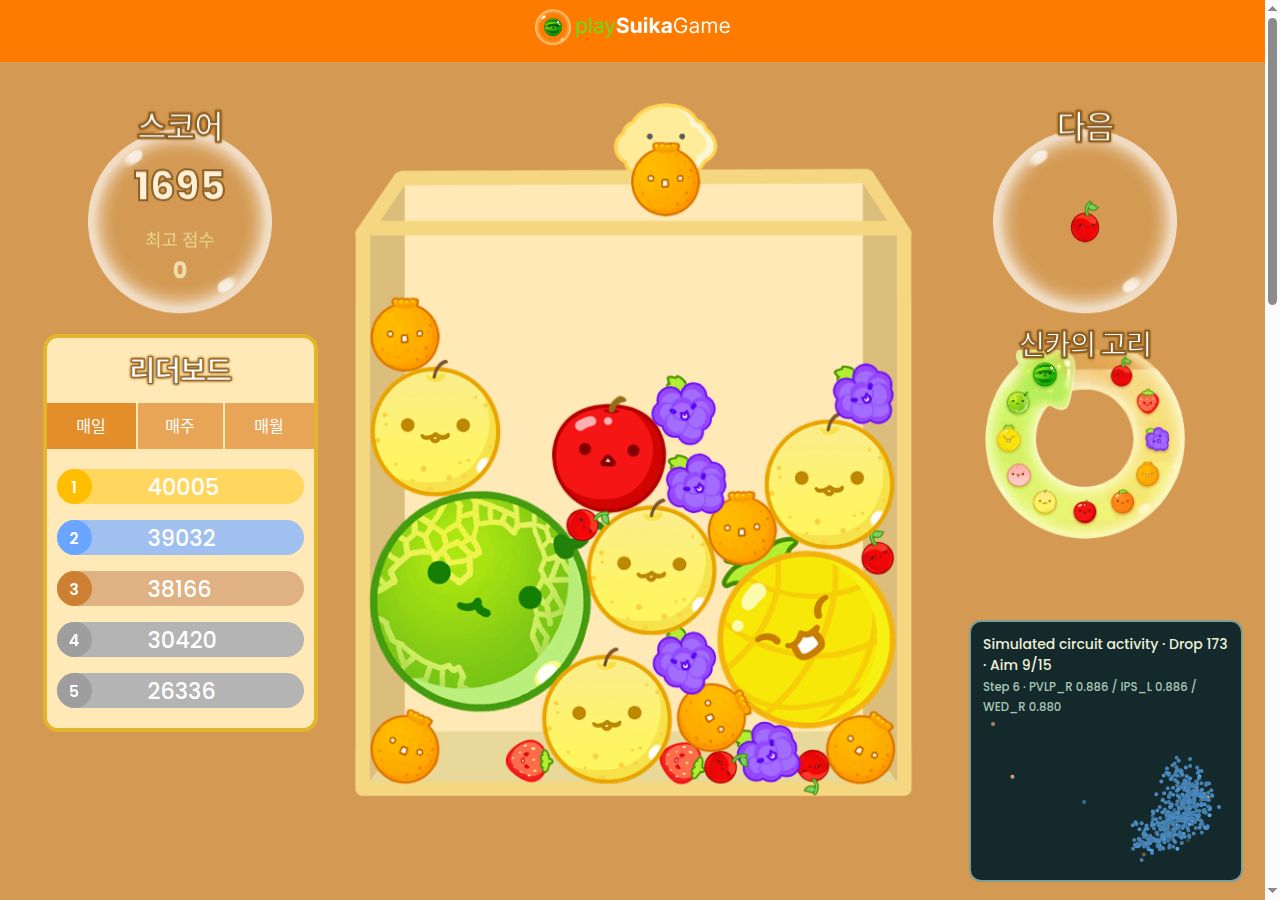 playSuikaGame
스코어
1695
최고 점수
0
다음
리더보드
매일
매주
매월
1 40005
2 39032
3 38166
4 30420
5 26336
신카의 고리
Simulated circuit activity · Drop 173
· Aim 9/15
Step 6 · PVLP_R 0.886 / IPS_L 0.886 /
WED_R 0.880